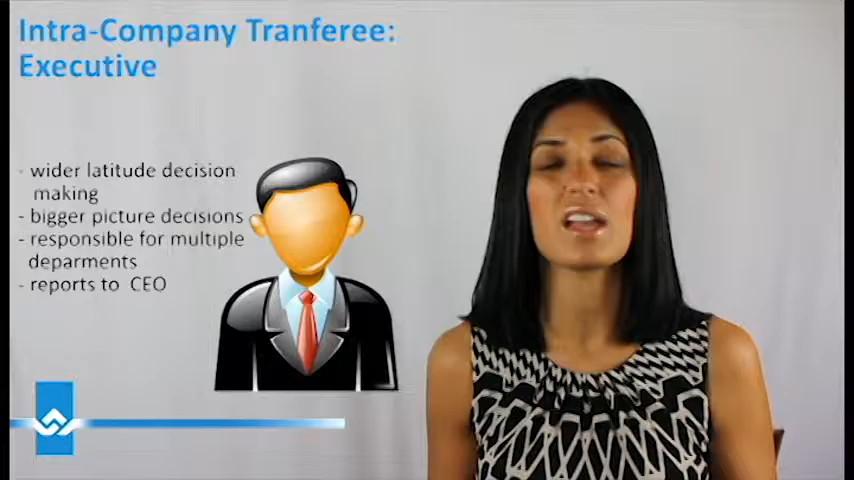 Intra-Company Tranferee:
Executive
- wider latitude decision
making
- bigger picture decisions
- responsible for multiple
deparments
- reports to CEO